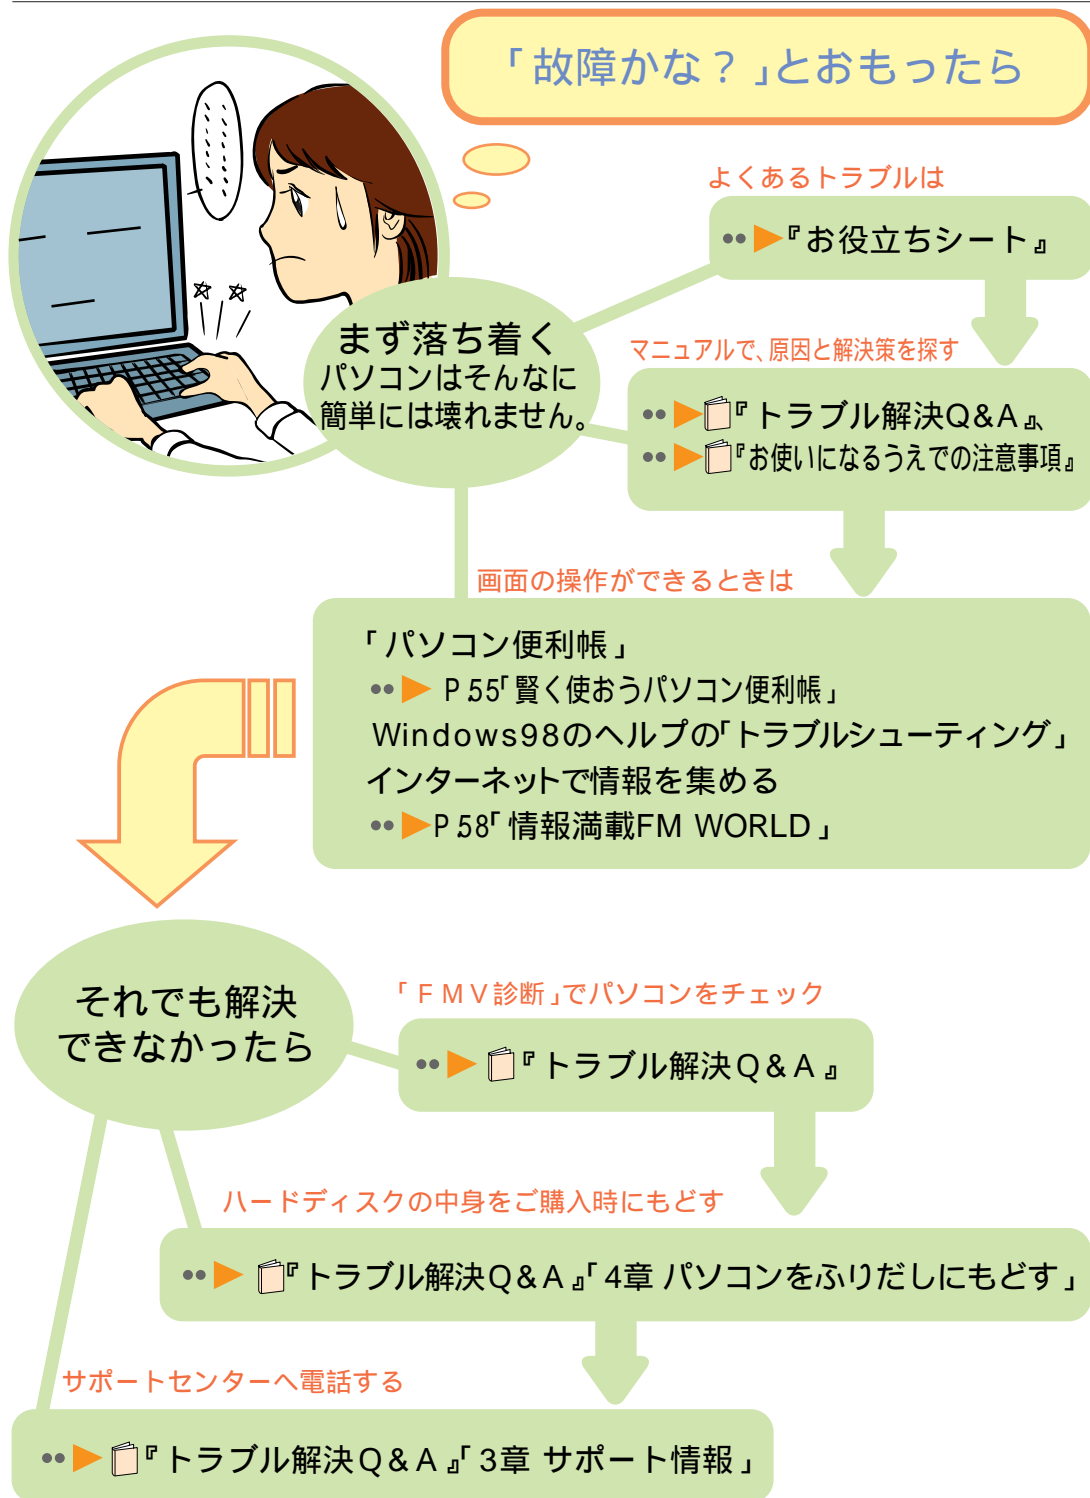 「故障かな？」とおもったら
よくあるトラブルは
『お役立ちシート』
まず落ち着く
パソコンはそんなに
簡単には壊れません。
マニュアルで、原因と解決策を探す
『トラブル解決Q&A』、
『お使いになるうえでの注意事項』
画面の操作ができるときは
「パソコン便利帳」
P.55「賢く使おうパソコン便利帳」
Windows98のヘルプの「トラブルシューティング」
インターネットで情報を集める
P.58「情報満載FM WORLD」
それでも解決
できなかったら
「FMV診断」でパソコンをチェック
『トラブル解決Q&A』
ハードディスクの中身をご購入時にもどす
『トラブル解決Q&A』「4章 パソコンをふりだしにもどす」
サポートセンターへ電話する
『トラブル解決Q&A』「3章 サポート情報」